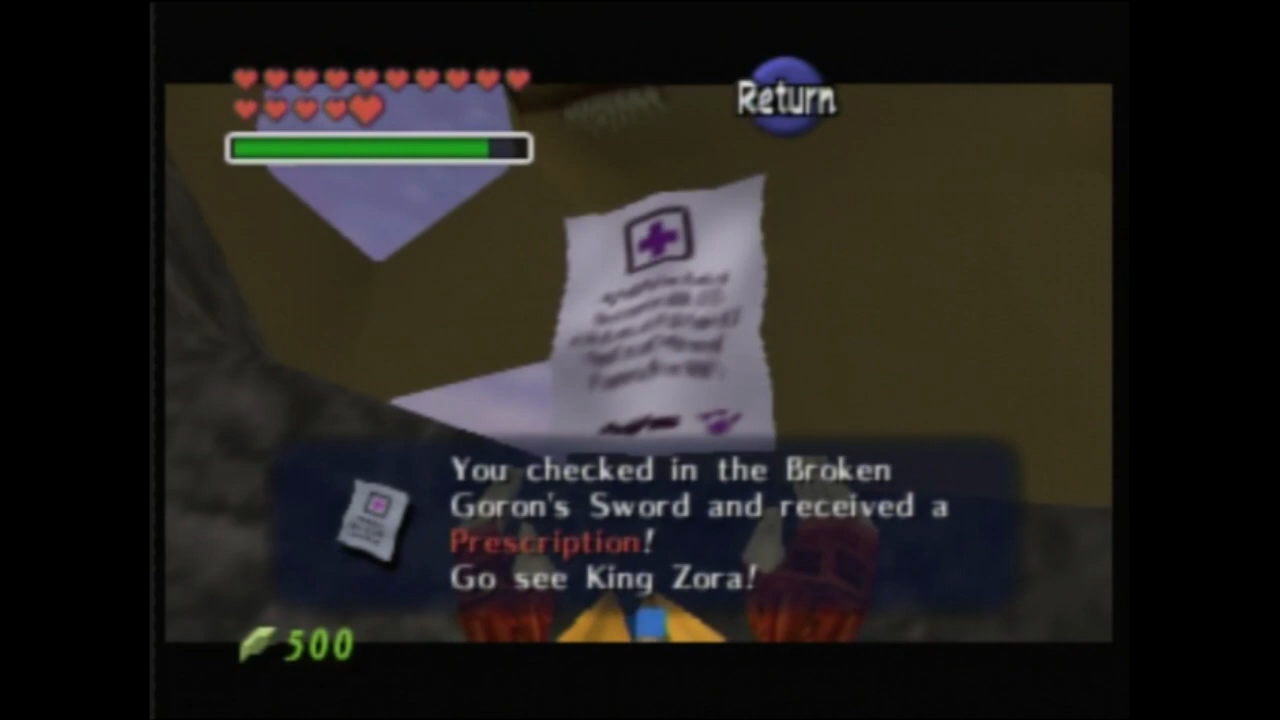 Return
You checked in the Broken
Goron's Sword and received a
Prescription!
Go see King Zora!
500